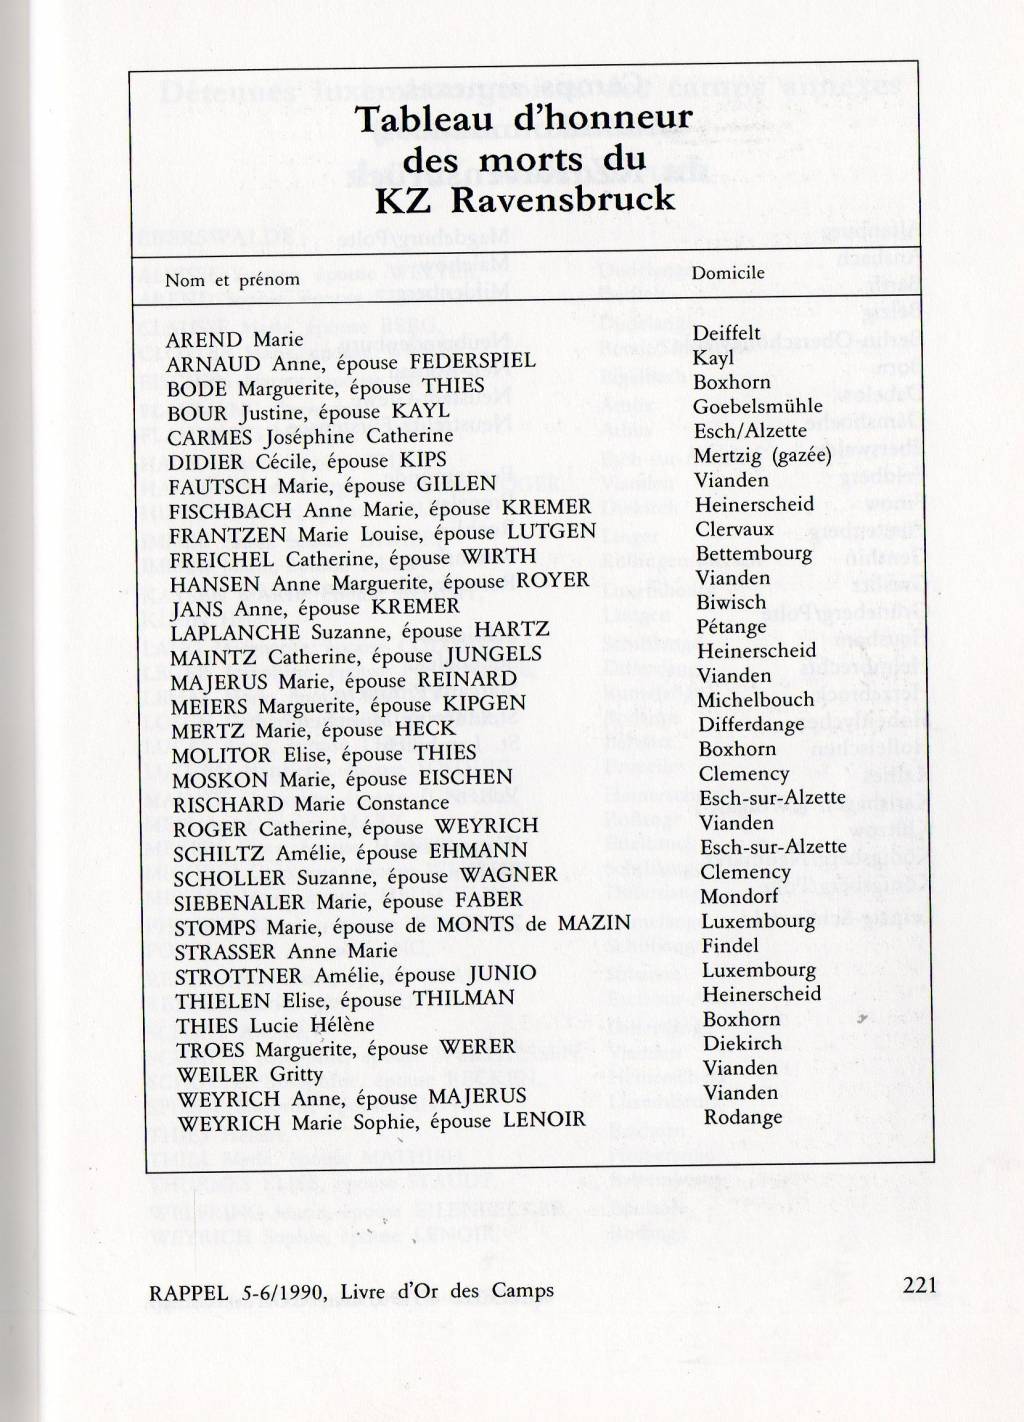 Tableau d'honneur
des morts du
KZ Ravensbruck
Nom et prénom Domicile
AREND Marie Deiffelt
ARNAUD Anne, épouse FEDERSPIEL Kayl
BODE Marguerite, épouse THIES Boxhorn
BOUR Justine, épouse KAYL Goebelsmühle
CARMES Joséphine Catherine Esch/Alzette
DIDIER Cécile, épouse KIPS Mertzig (gazée)
FAUTSCH Marie, épouse GILLEN Vianden
FISCHBACH Anne Marie, épouse KREMER Heinerscheid
FRANTZEN Marie Louise, épouse LUTGEN Clervaux
FREICHEL Catherine, épouse WIRTH Bettembourg
HANSEN Anne Marguerite, épouse ROYER Vianden
JANS Anne, épouse KREMER Biwisch
LAPLANCHE Suzanne, épouse HARTZ Pétange
MAINTZ Catherine, épouse JUNGELS Heinerscheid
MAJERUS Marie, épouse REINARD Vianden
MEIERS Marguerite, épouse KIPGEN Michelbouch
MERTZ Marie, épouse HECK Differdange
MOLITOR Elise, épouse THIES Boxhorn
MOSKON Marie, épouse EISCHEN Clemency
RISCHARD Marie Constance Esch-sur-Alzette
ROGER Catherine, épouse WEYRICH Vianden
SCHILTZ Amélie, épouse EHMANN Esch-sur-Alzette
SCHOLLER Suzanne, épouse WAGNER Clemency
SIEBENALER Marie, épouse FABER Mondorf
STOMPS Marie, épouse de MONTS de MAZIN Luxembourg
STRASSER Anne Marie Findel
STROTTNER Amélie, épouse JUNIO Luxembourg
THIELEN Elise, épouse THILMAN Heinerscheid
THIES Lucie Hélène Boxhorn
TROES Marguerite, épouse WERER Diekirch
WEILER Gritty Vianden
WEYRICH Anne, épouse MAJERUS Vianden
WEYRICH Marie Sophie, épouse LENOIR Rodange
RAPPEL 5-6/1990, Livre d'Or des Camps 221